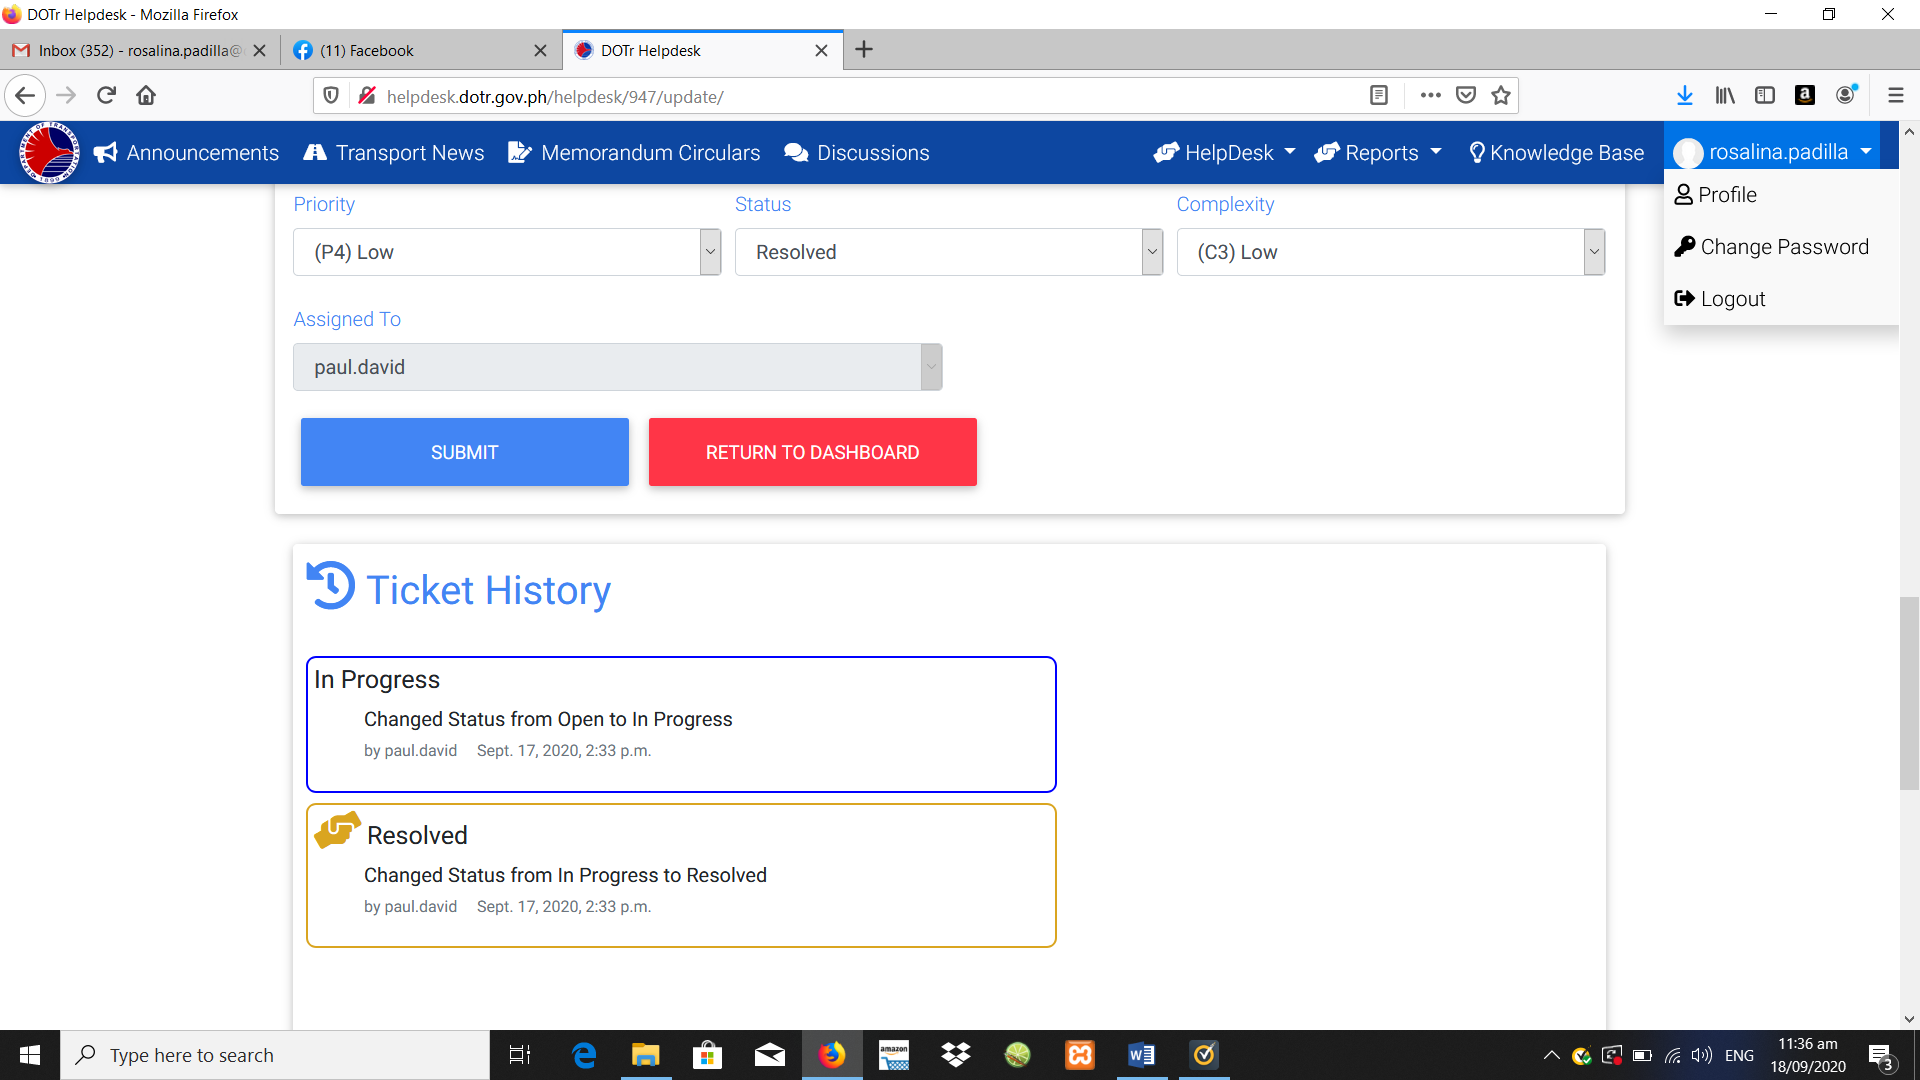 DOTr Helpdesk - Mozilla Firefox
Inbox (352) - rosalina.padilla@
(11) Facebook
DOTr Helpdesk
helpdesk.dotr.gov.ph/helpdesk/947/update/
Announcements
Transport News
Memorandum Circulars
Discussions
HelpDesk
Reports
Knowledge Base
rosalina.padilla
Profile
Change Password
Logout
Priority
Status
Complexity
(P4) Low
Resolved
(C3) Low
Assigned To
paul.david
SUBMIT
RETURN TO DASHBOARD
Ticket History
In Progress
Changed Status from Open to In Progress
by paul.david Sept. 17, 2020, 2:33 p.m.
Resolved
Changed Status from In Progress to Resolved
by paul.david Sept. 17, 2020, 2:33 p.m.
Type here to search
amazon
ENG
11:36 am
18/09/2020
3